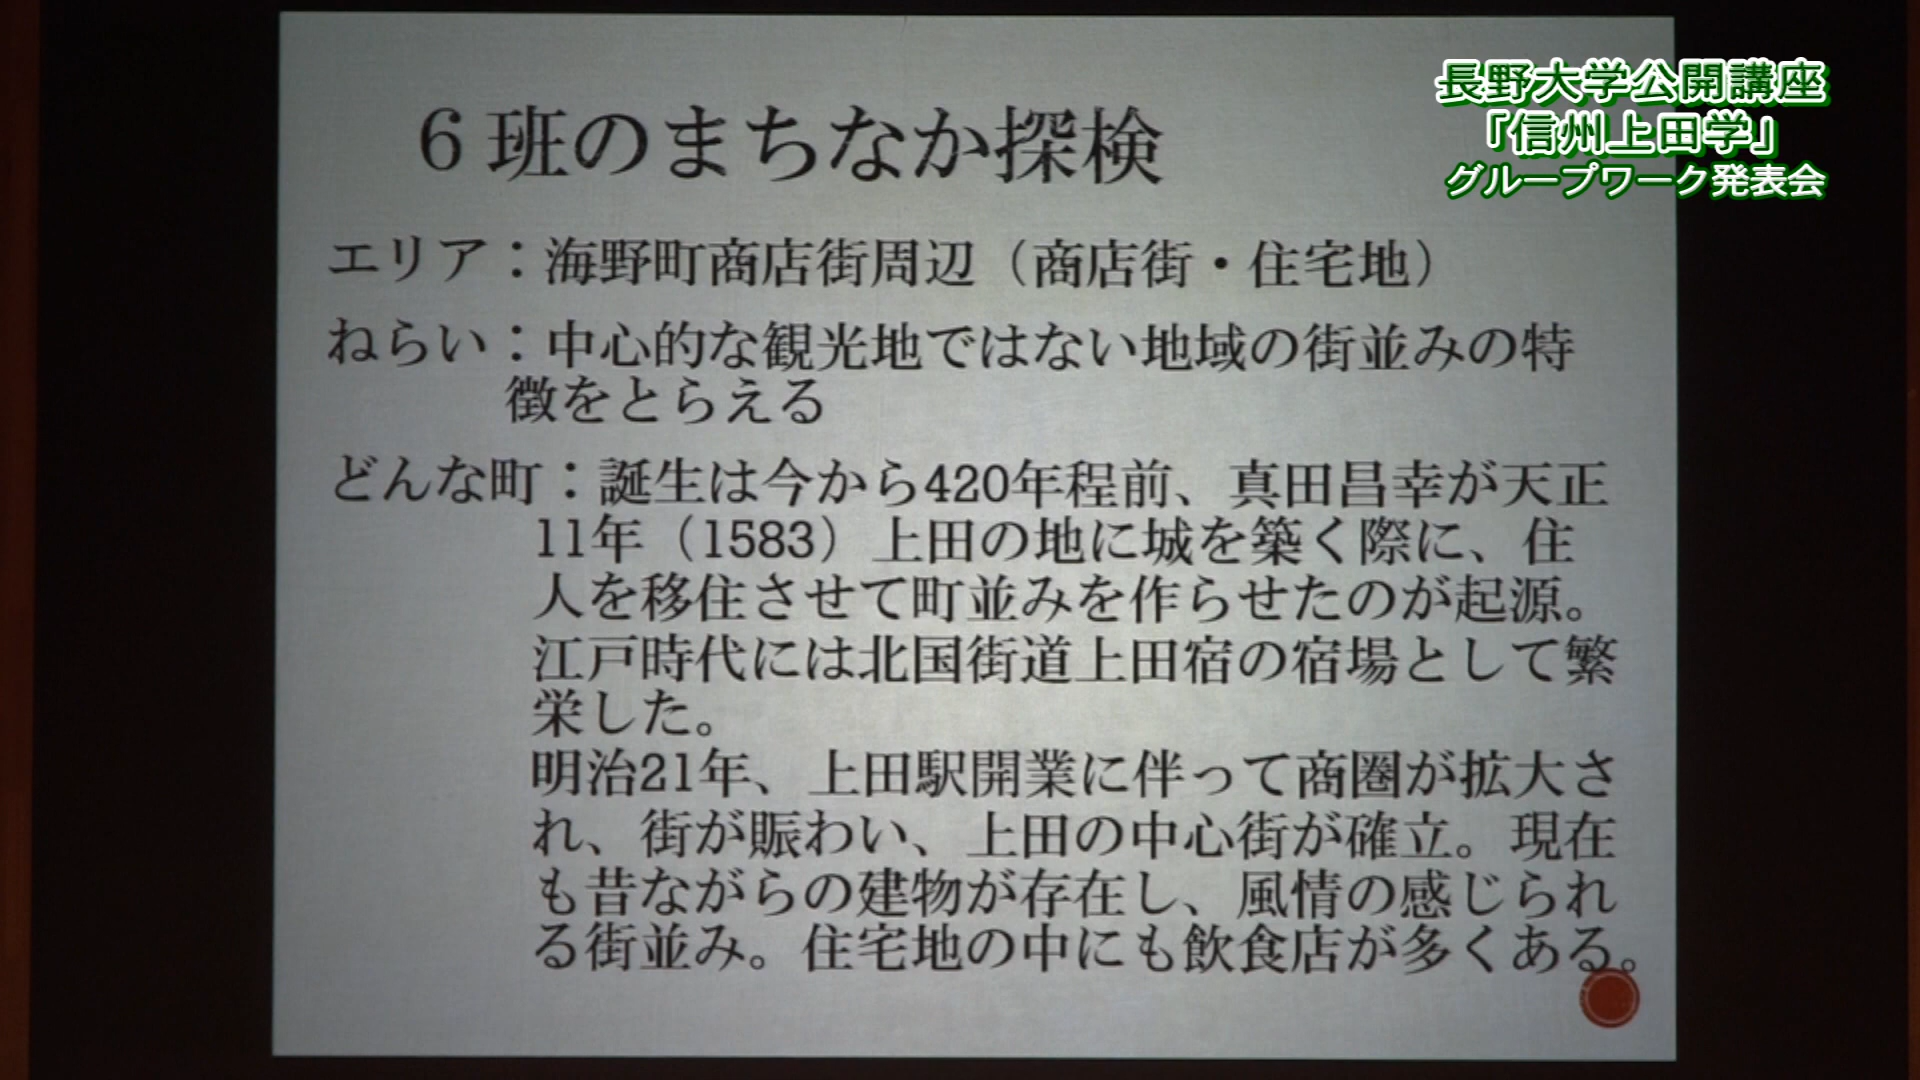 長野大学公開講座
「信州上田学」
グループワーク発表会
6班のまちなか探検
エリア：海野町商店街周辺（商店街・住宅地）
ねらい：中心的な観光地ではない地域の街並みの特
徴をとらえる
どんな町：誕生は今から420年程前、真田昌幸が天正
11年（1583）上田の地に城を築く際に、住
人を移住させて町並みを作らせたのが起源。
江戸時代には北国街道上田宿の宿場として繁
栄した。
明治21年、上田駅開業に伴って商圏が拡大さ
れ、街が賑わい、上田の中心街が確立。現在
も昔ながらの建物が存在し、風情の感じられ
る街並み。住宅地の中にも飲食店が多くある。